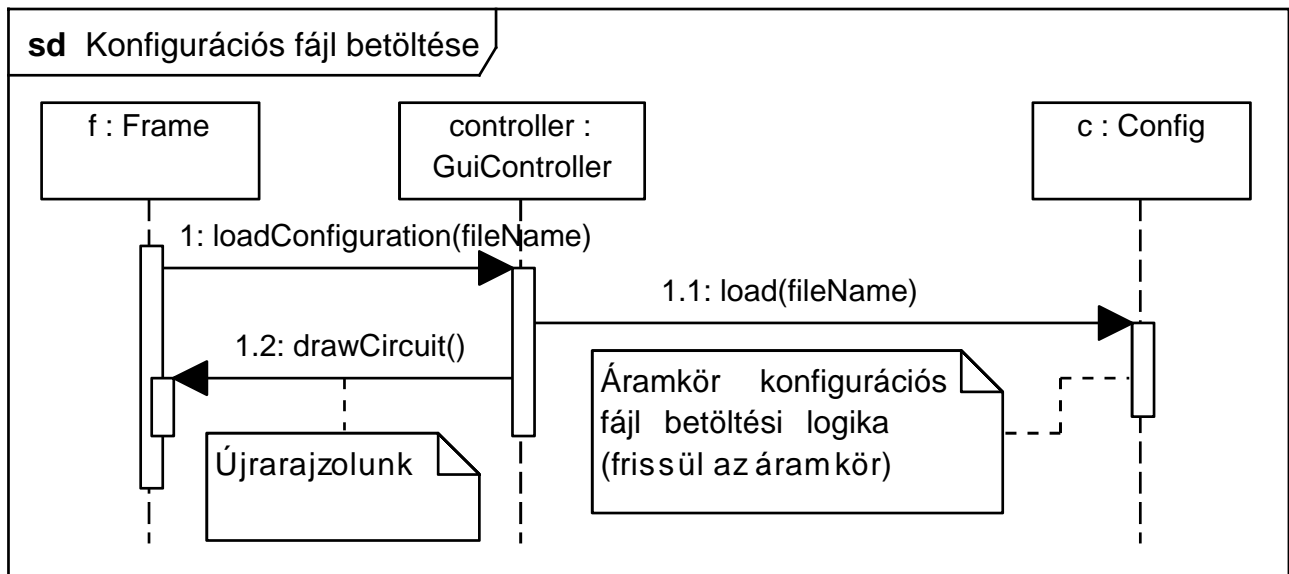 sd Konfigurációs fájl betöltése
f : Frame
controller :
GuiController
c : Config
1: loadConfiguration(fileName)
1.1: load(fileName)
1.2: drawCircuit()
Áramkör konfigurációs
fájl betöltési logika
(frissül az áramkör)
Újrarajzolunk